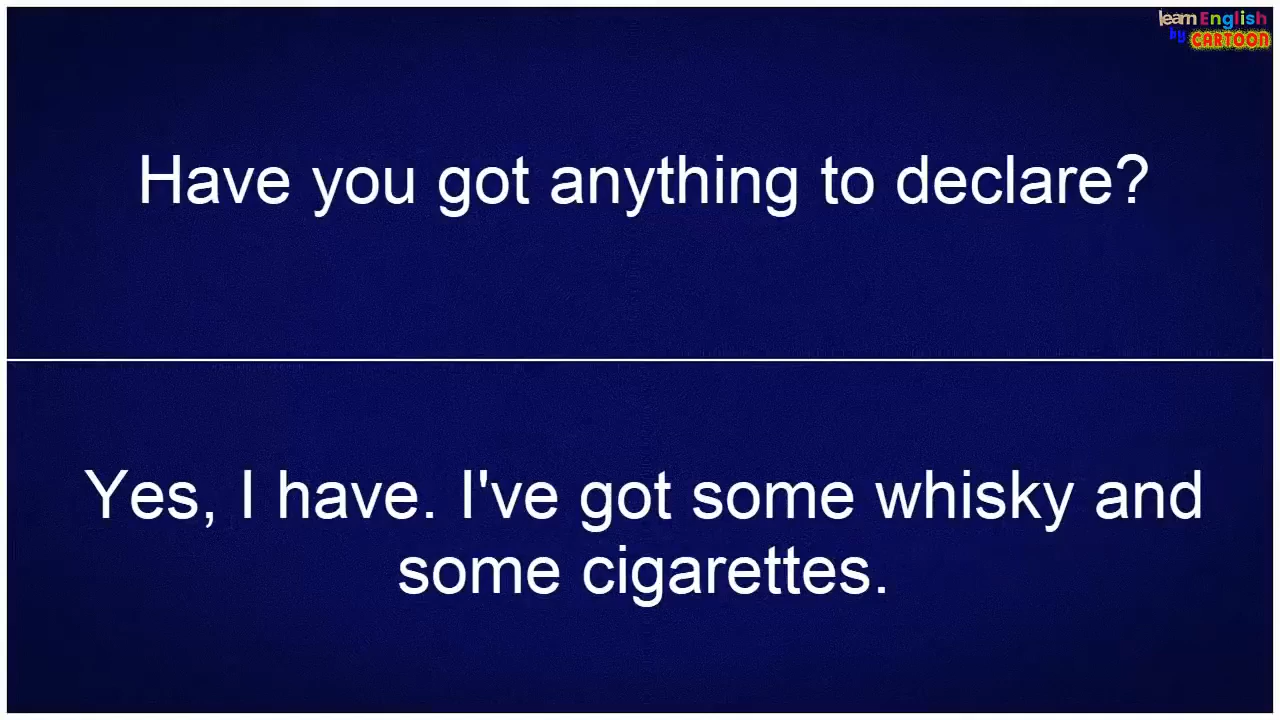 learn English
by CARTOON
Have you got anything to declare?
Yes, I have. I've got some whisky and
some cigarettes.